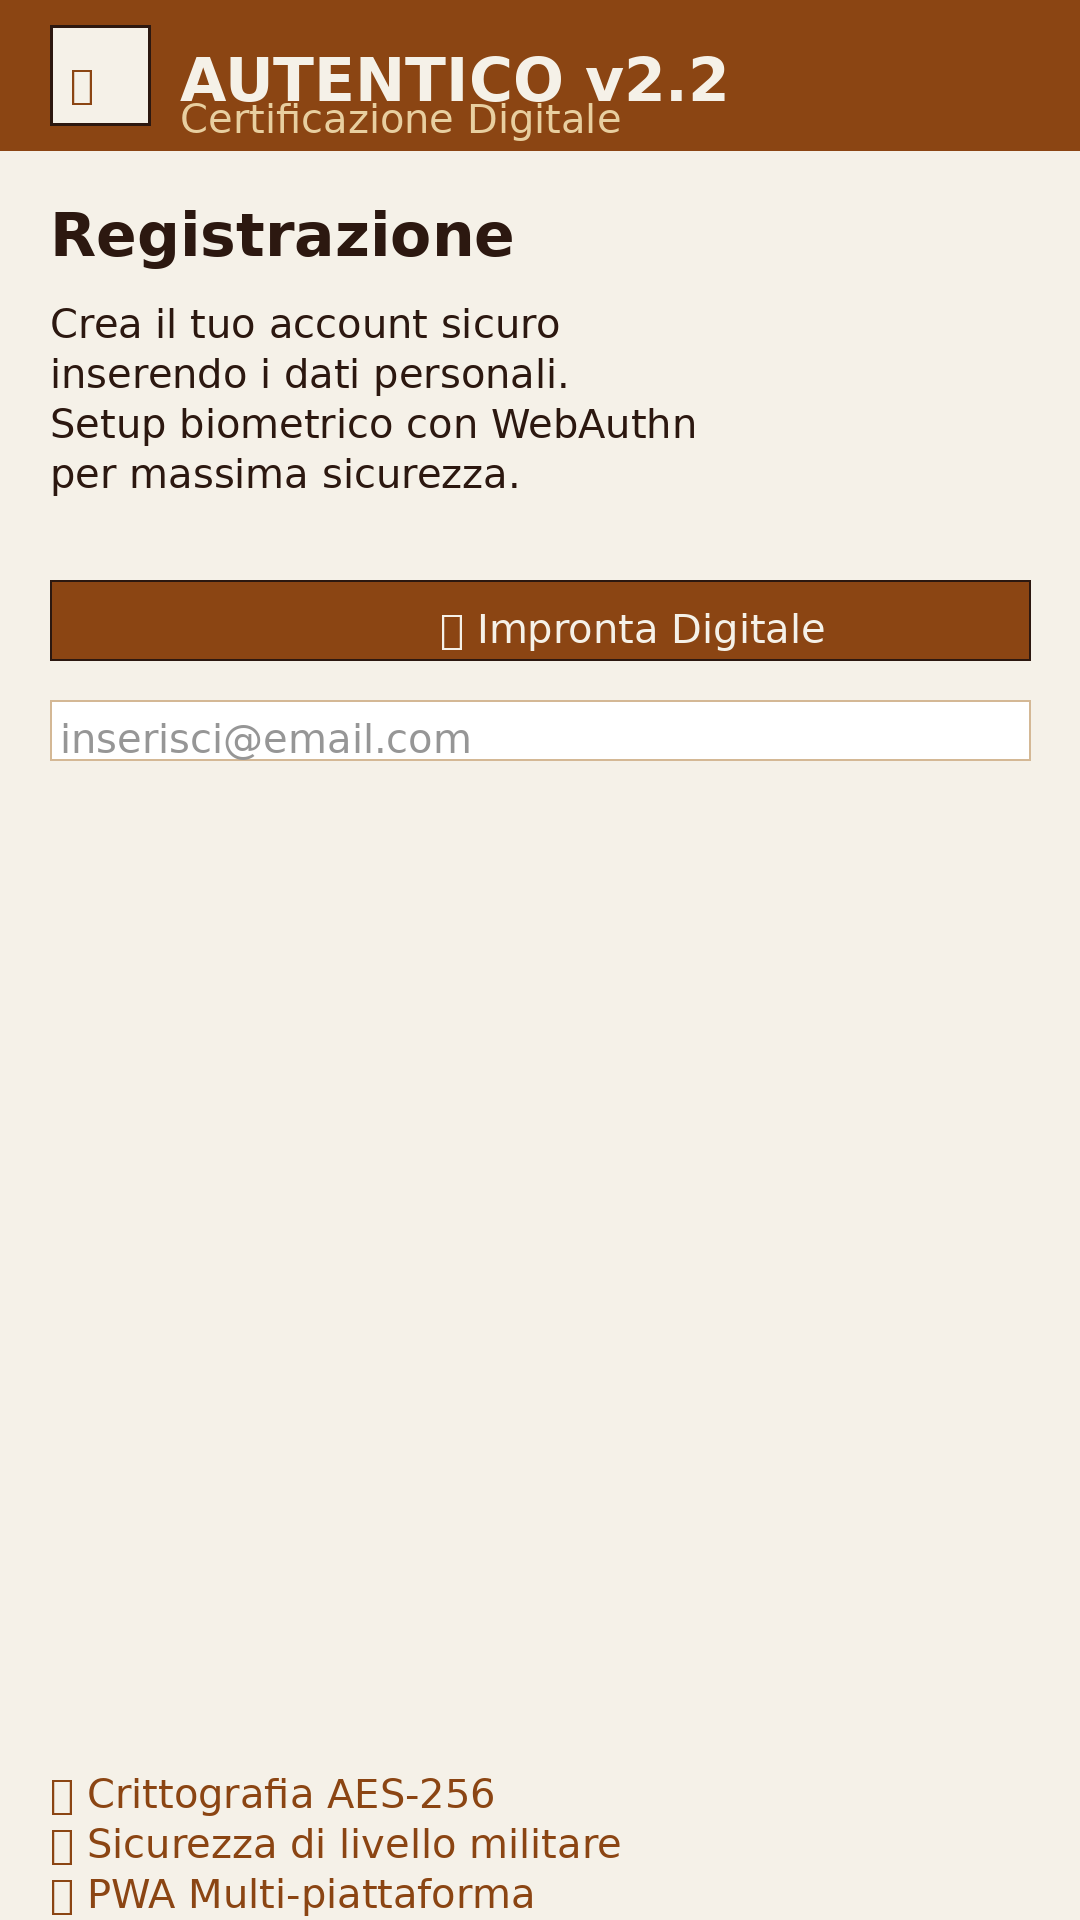 AUTENTICO v2.2
Certificazione Digitale
Registrazione
Crea il tuo account sicuro
inserendo i dati personali.
Setup biometrico con WebAuthn
per massima sicurezza.
Impronta Digitale
inserisci@email.com
Crittografia AES-256
Sicurezza di livello militare
PWA Multi-piattaforma